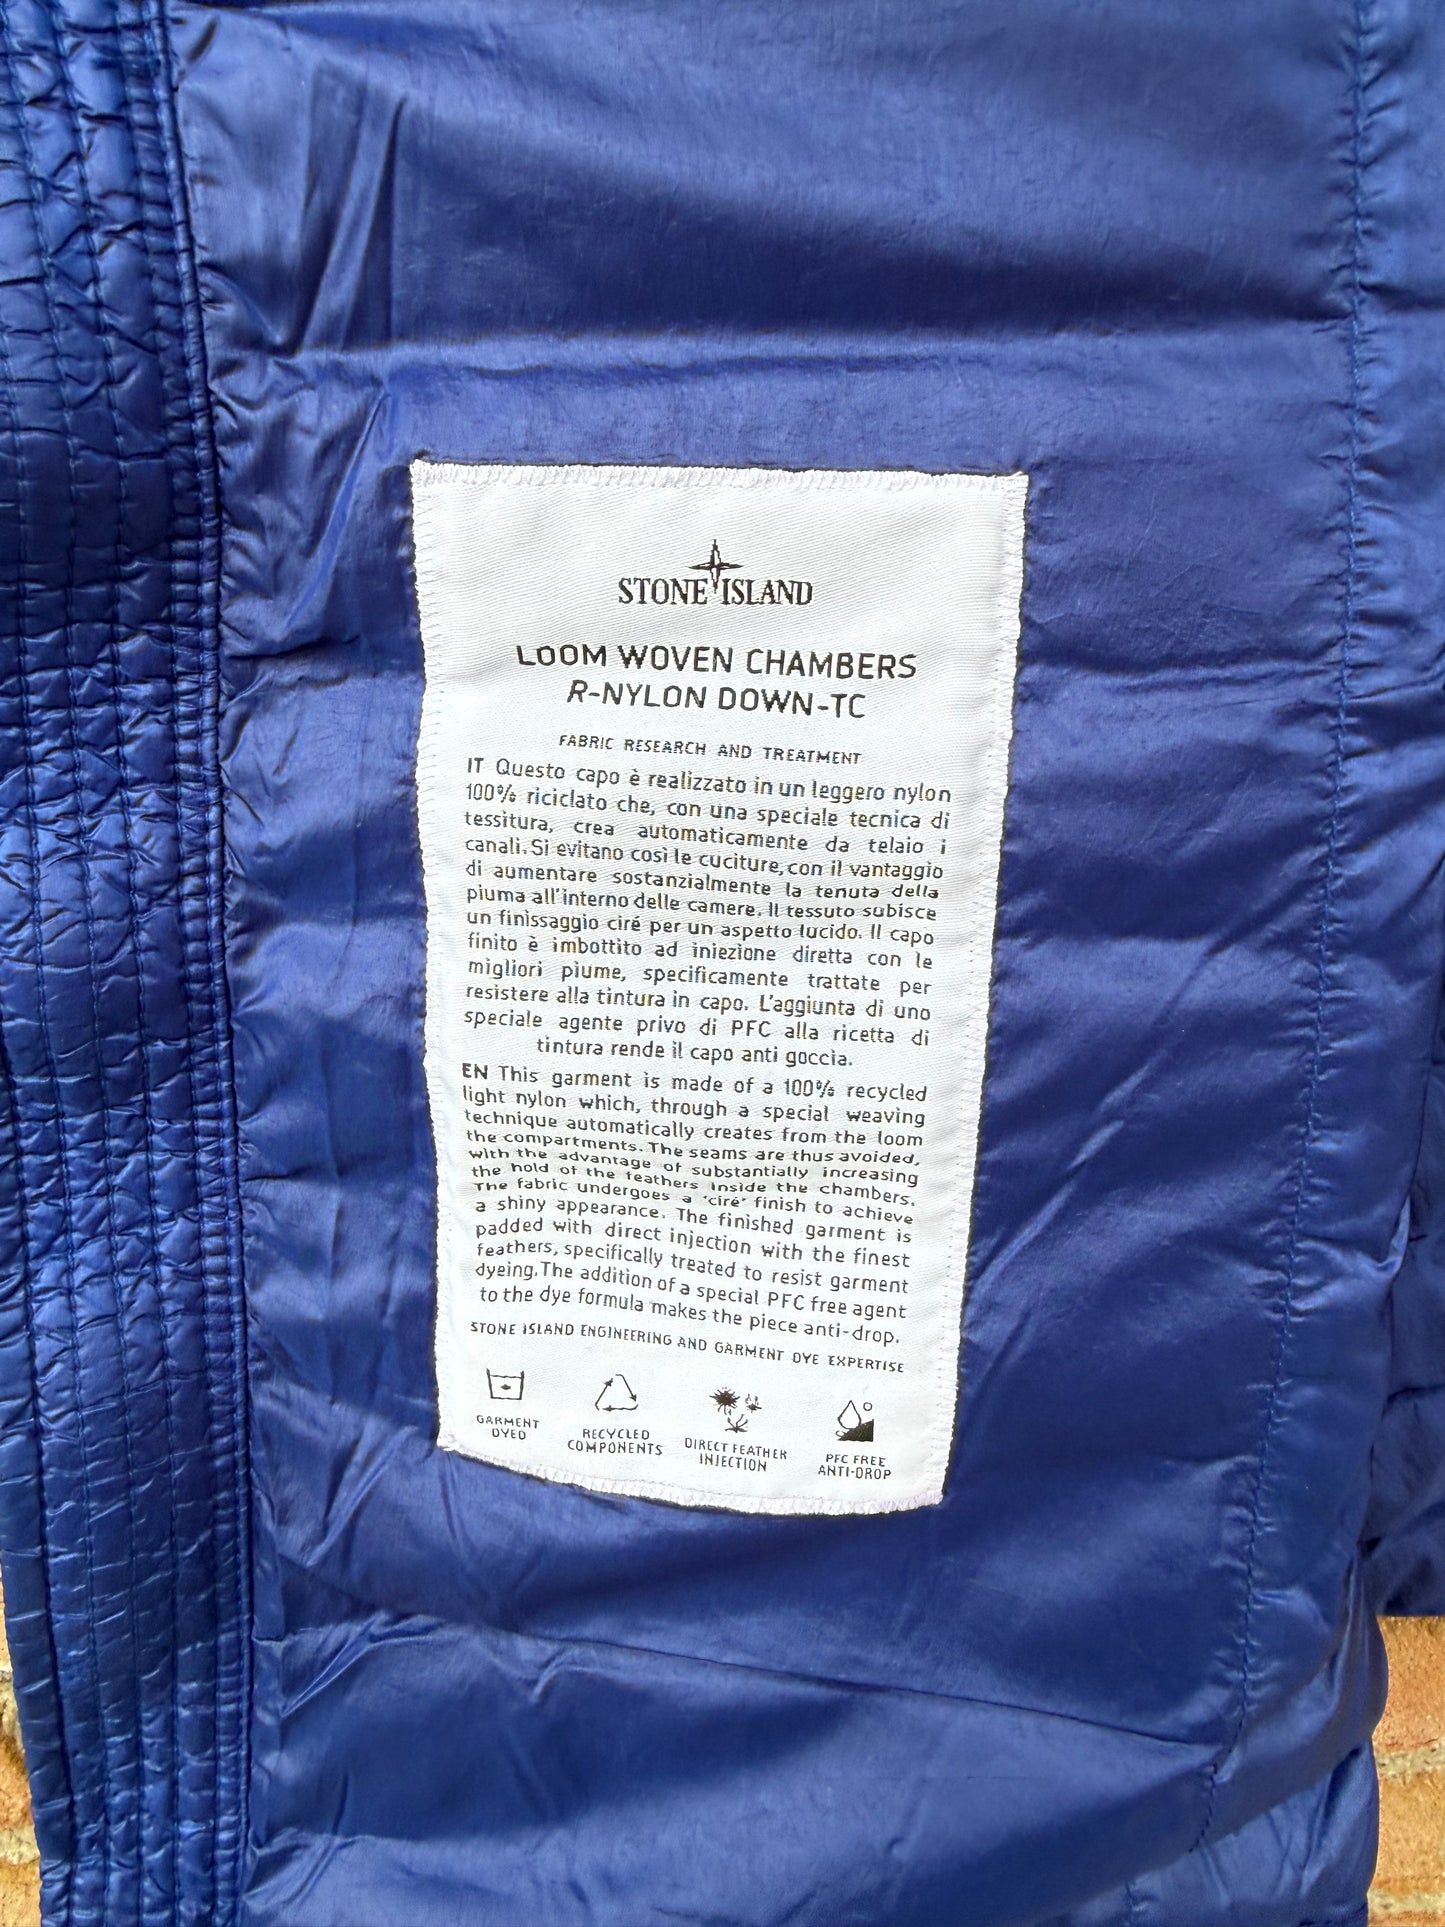 STONE ISLAND
LOOM WOVEN CHAMBERS
R-NYLON DOWN-TC
FABRIC RESEARCH AND TREATMENT
IT Questo capo è realizzato in un leggero nylon
100% riciclato che, con una speciale tecnica di
tessitura, crea automaticamente da telaio i
canali. Si evitano così le cuciture, con il vantaggio
di aumentare sostanzialmente la tenuta della
piuma all'interno delle camere. Il tessuto subisce
un finissaggio ciré per un aspetto lucido. Il capo
finito è imbottito ad iniezione diretta con le
migliori piume, specificamente trattate per
resistere alla tintura in capo. L'aggiunta di uno
speciale agente privo di PFC alla ricetta di
tintura rende il capo anti goccia.
EN This garment is made of a 100% recycled
light nylon which, through a special weaving
technique automatically creates from the loom
the compartments. The seams are thus avoided,
with the advantage of substantially increasing
the hold of the feathers inside the chambers.
The fabric undergoes a 'ciré' finish to achieve
a shiny appearance. The finished garment is
padded with direct injection with the finest
feathers, specifically treated to resist garment
dyeing. The addition of a special PFC free agent
to the dye formula makes the piece anti-drop.
STONE ISLAND ENGINEERING AND GARMENT DYE EXPERTISE
GARMENT
DYED
RECYCLED
COMPONENTS
DIRECT FEATHER
INJECTION
PFC FREE
ANTI-DROP